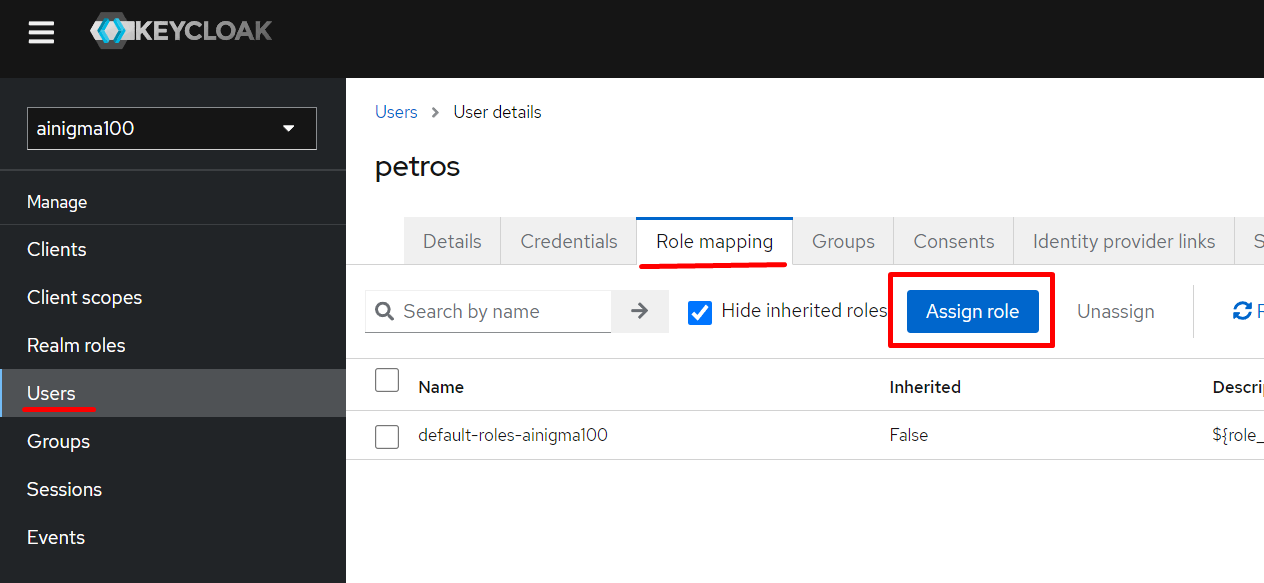 KEYCLOAK
ainigma100
Manage
Clients
Client scopes
Realm roles
Users
Groups
Sessions
Events
Users > User details
petros
Details Credentials Role mapping Groups Consents Identity provider links S
Search by name Hide inherited roles Assign role Unassign
Name Inherited Descri
default-roles-ainigma100 False ${role_